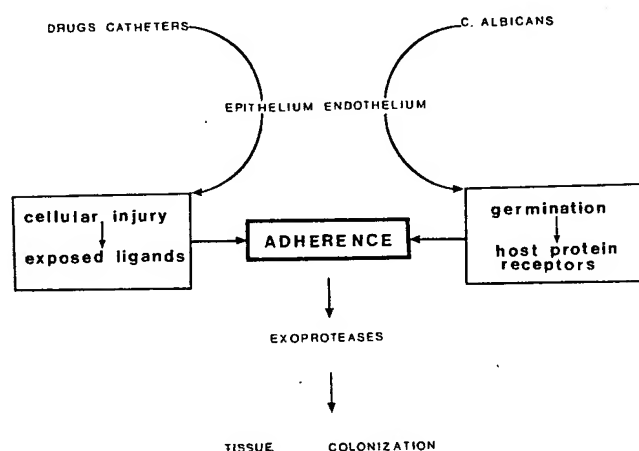 DRUGS CATHETERS
C. ALBICANS
EPITHELIUM ENDOTHELIUM
cellular injury
exposed ligands
ADHERENCE
germination
host protein
receptors
EXOPROTEASES
TISSUE COLONIZATION